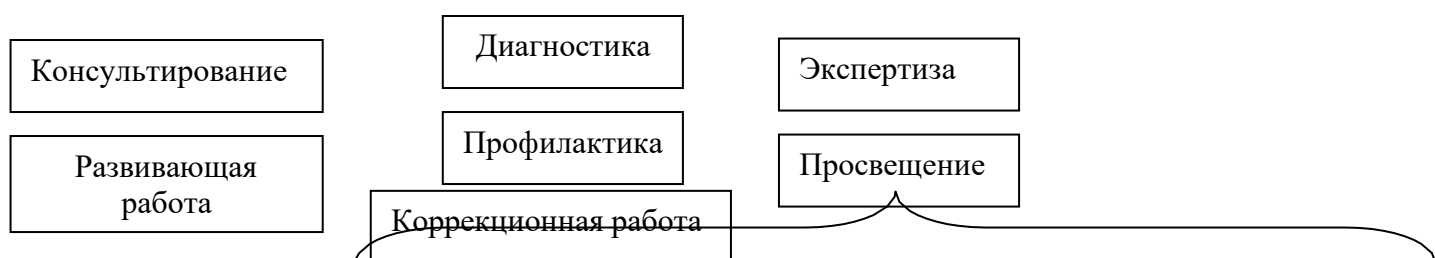 Диагностика
Консультирование
Экспертиза
Профилактика
Развивающая
работа
Просвещение
Коррекционная работа